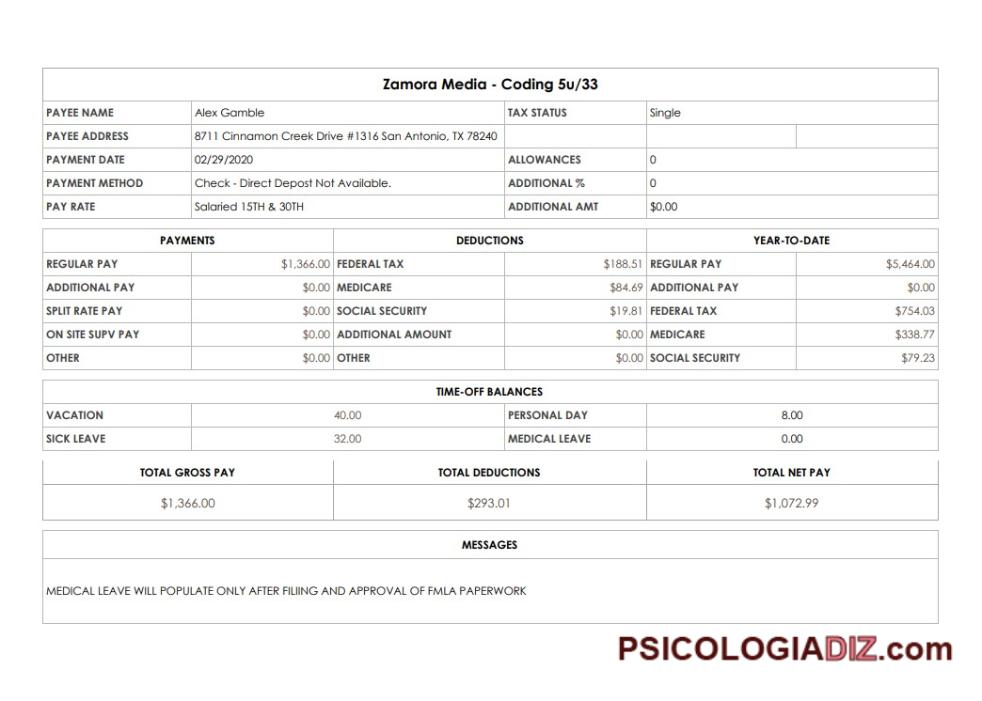 Zamora Media - Coding 5u/33
PAYEE NAME Alex Gamble TAX STATUS Single
PAYEE ADDRESS 8711 Cinnamon Creek Drive #1316 San Antonio, TX 78240
PAYMENT DATE 02/29/2020 ALLOWANCES 0
PAYMENT METHOD Check - Direct Depost Not Available. ADDITIONAL % 0
PAY RATE Salaried 15TH & 30TH ADDITIONAL AMT $0.00
PAYMENTS DEDUCTIONS YEAR-TO-DATE
REGULAR PAY $1,366.00 FEDERAL TAX $188.51 REGULAR PAY $5,464.00
ADDITIONAL PAY $0.00 MEDICARE $84.69 ADDITIONAL PAY $0.00
SPLIT RATE PAY $0.00 SOCIAL SECURITY $19.81 FEDERAL TAX $754.03
ON SITE SUPV PAY $0.00 ADDITIONAL AMOUNT $0.00 MEDICARE $338.77
OTHER $0.00 OTHER $0.00 SOCIAL SECURITY $79.23
TIME-OFF BALANCES
VACATION 40.00 PERSONAL DAY 8.00
SICK LEAVE 32.00 MEDICAL LEAVE 0.00
TOTAL GROSS PAY TOTAL DEDUCTIONS TOTAL NET PAY
$1,366.00 $293.01 $1,072.99
MESSAGES
MEDICAL LEAVE WILL POPULATE ONLY AFTER FILIING AND APPROVAL OF FMLA PAPERWORK
PSICOLOGIADIZ.com